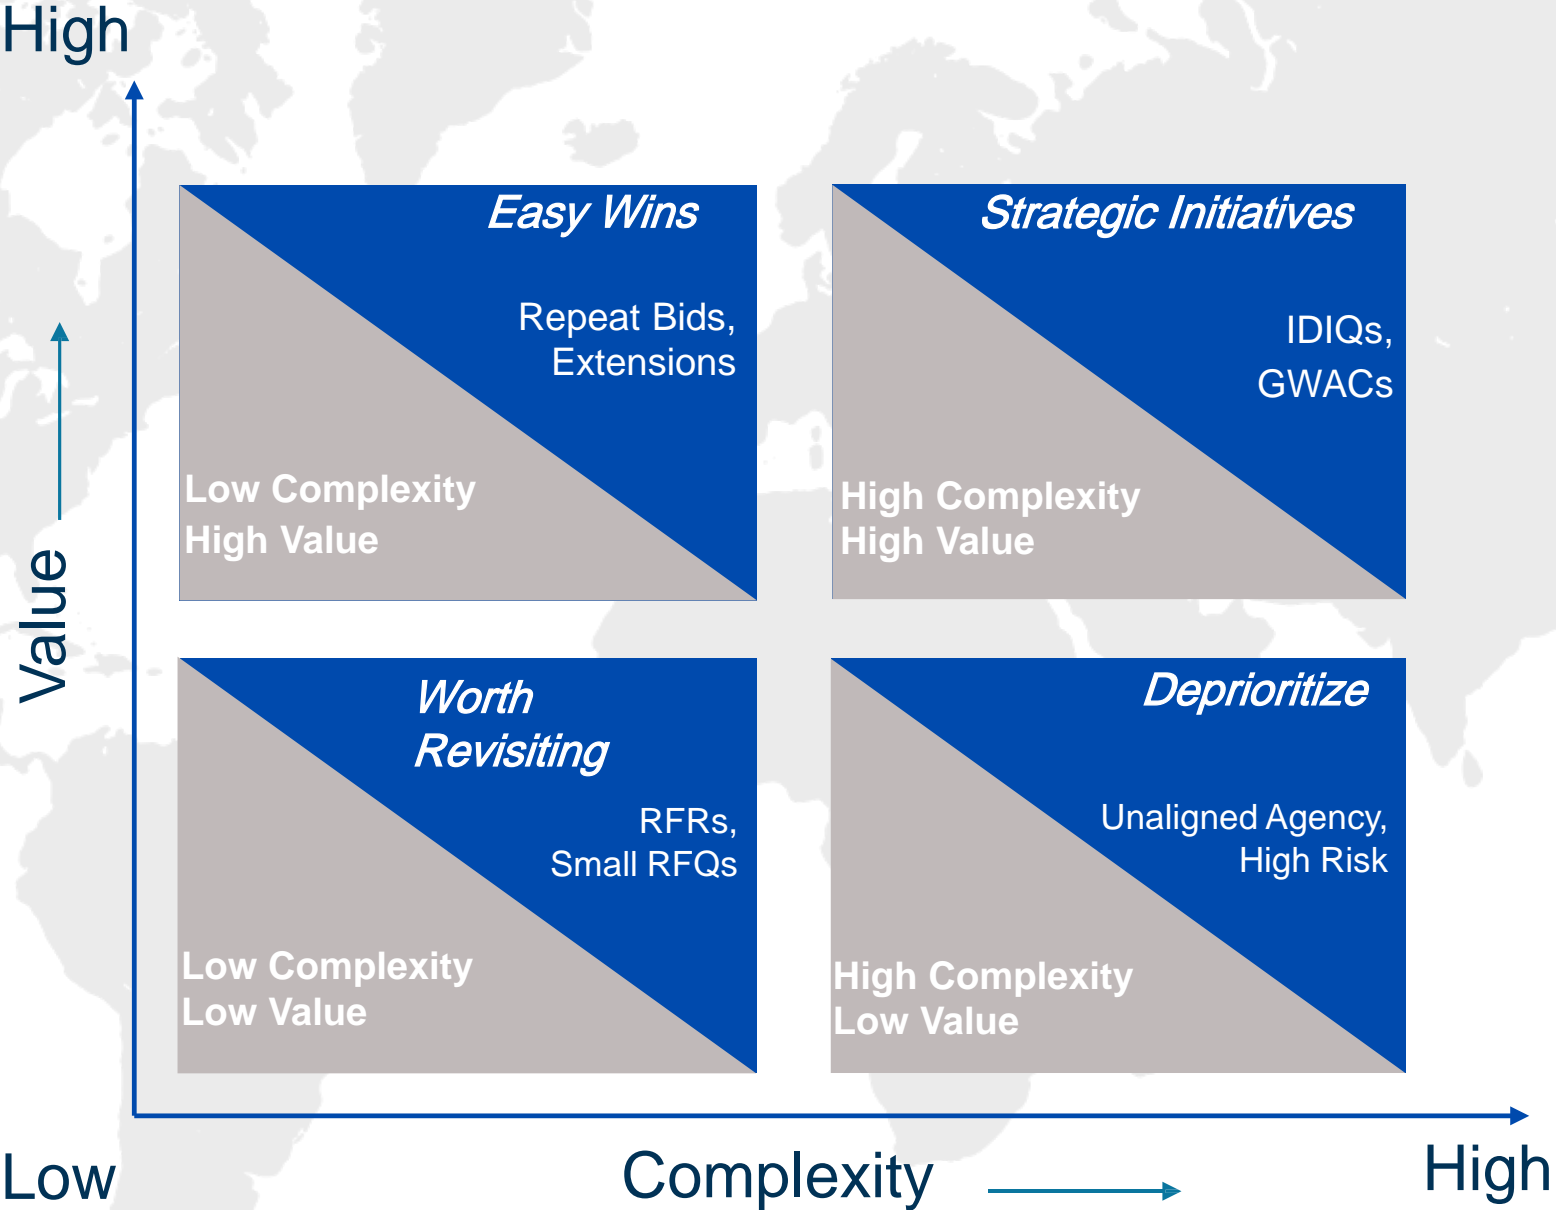 High
Easy Wins
Repeat Bids,
Extensions
Low Complexity
High Value
Strategic Initiatives
IDIQs,
GWACs
High Complexity
High Value
Value
Worth
Revisiting
RFRs,
Small RFQs
Low Complexity
Low Value
Deprioritize
Unaligned Agency,
High Risk
High Complexity
Low Value
Low
Complexity
High